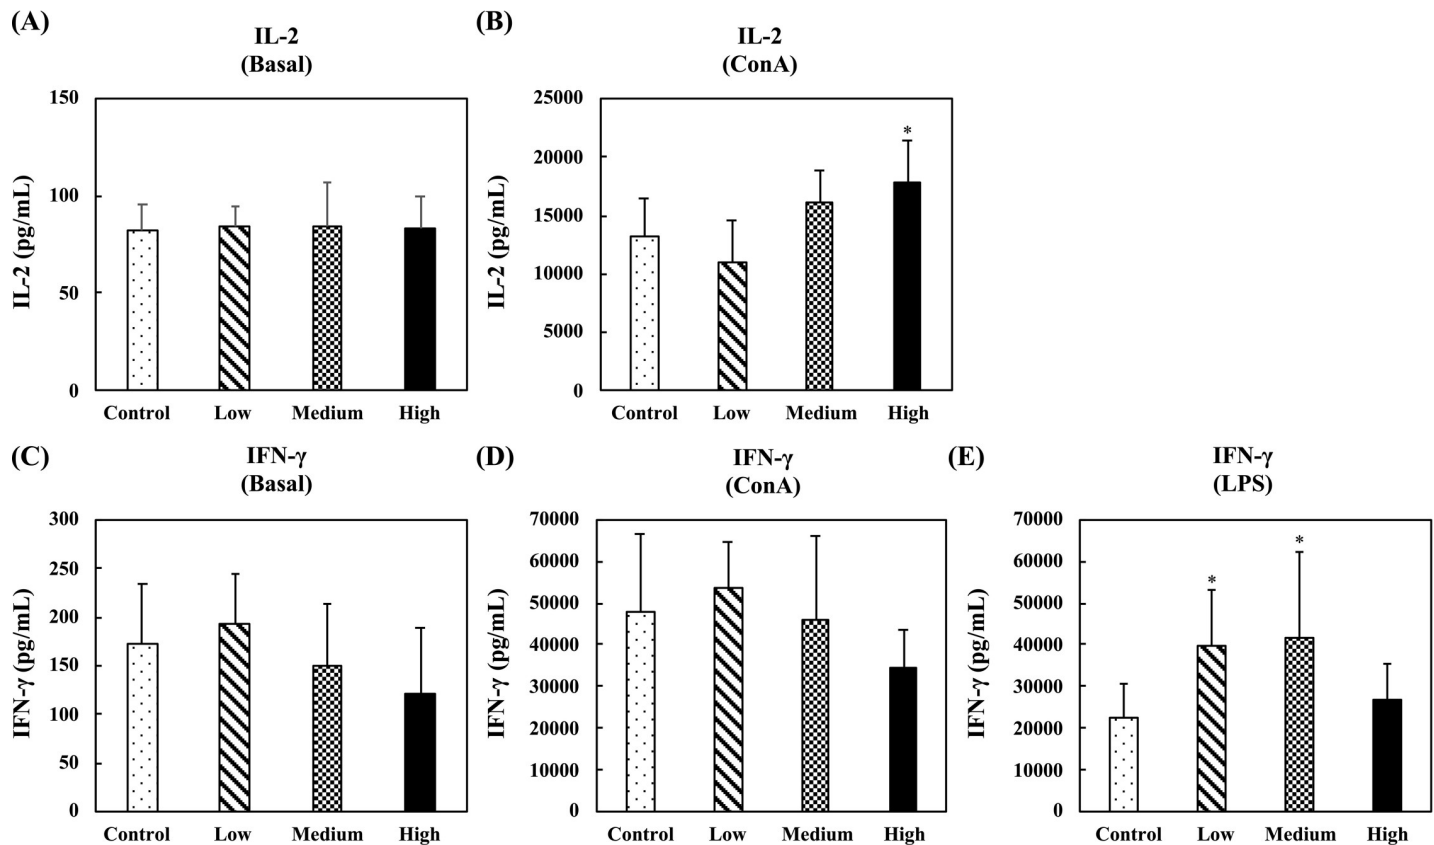 (A)
IL-2
(Basal)
IL-2 (pg/mL)
150
100
50
0
Control Low Medium High
(B)
IL-2
(ConA)
IL-2 (pg/mL)
25000
20000
15000
10000
5000
0
*
Control Low Medium High
(C)
IFN-γ
(Basal)
IFN-γ (pg/mL)
300
250
200
150
100
50
0
Control Low Medium High
(D)
IFN-γ
(ConA)
IFN-γ (pg/mL)
70000
60000
50000
40000
30000
20000
10000
0
Control Low Medium High
(E)
IFN-γ
(LPS)
IFN-γ (pg/mL)
70000
60000
50000
40000
30000
20000
10000
0
*
*
Control Low Medium High